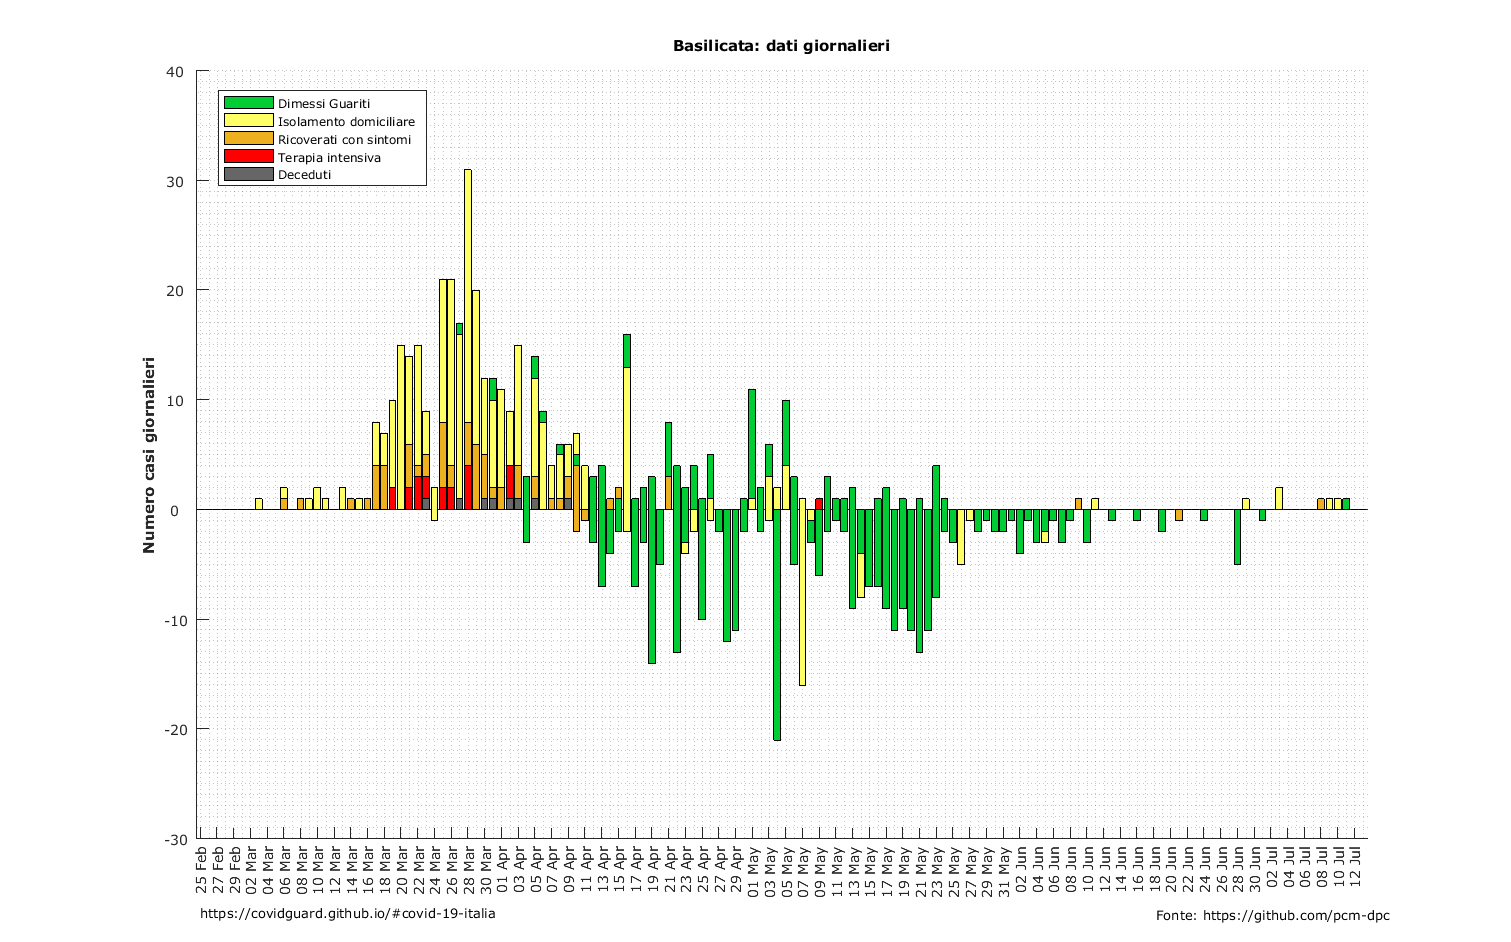 Basilicata: dati giornalieri
Numero casi giornalieri
40
30
20
10
0
-10
-20
-30
Dimessi Guariti
Isolamento domiciliare
Ricoverati con sintomi
Terapia intensiva
Deceduti
25 Feb
27 Feb
29 Feb
02 Mar
04 Mar
06 Mar
08 Mar
10 Mar
12 Mar
14 Mar
16 Mar
18 Mar
20 Mar
22 Mar
24 Mar
26 Mar
28 Mar
30 Mar
01 Apr
03 Apr
05 Apr
07 Apr
09 Apr
11 Apr
13 Apr
15 Apr
17 Apr
19 Apr
21 Apr
23 Apr
25 Apr
27 Apr
29 Apr
01 May
03 May
05 May
07 May
09 May
11 May
13 May
15 May
17 May
19 May
21 May
23 May
25 May
27 May
29 May
31 May
02 Jun
04 Jun
06 Jun
08 Jun
10 Jun
12 Jun
14 Jun
16 Jun
18 Jun
20 Jun
22 Jun
24 Jun
26 Jun
28 Jun
30 Jun
02 Jul
04 Jul
06 Jul
08 Jul
10 Jul
12 Jul
https://covidguard.github.io/#covid-19-italia
Fonte: https://github.com/pcm-dpc